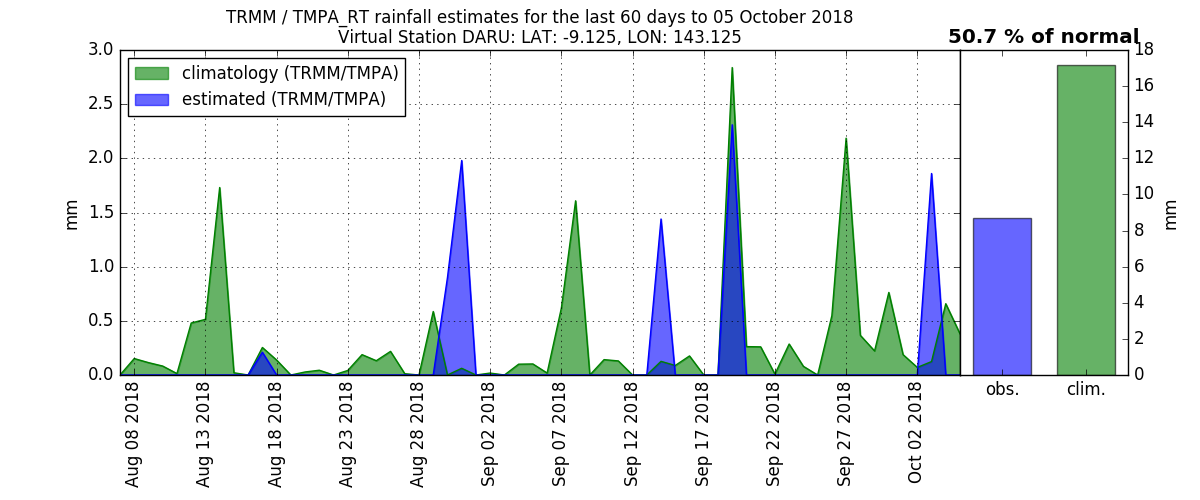 TRMM / TMPA_RT rainfall estimates for the last 60 days to 05 October 2018
Virtual Station DARU: LAT: -9.125, LON: 143.125
50.7 % of normal
climatology (TRMM/TMPA)
estimated (TRMM/TMPA)
mm
3.0
2.5
2.0
1.5
1.0
0.5
0.0
Aug 08 2018
Aug 13 2018
Aug 18 2018
Aug 23 2018
Aug 28 2018
Sep 02 2018
Sep 07 2018
Sep 12 2018
Sep 17 2018
Sep 22 2018
Sep 27 2018
Oct 02 2018
obs.
clim.
18
16
14
12
10
8
6
4
2
0
mm